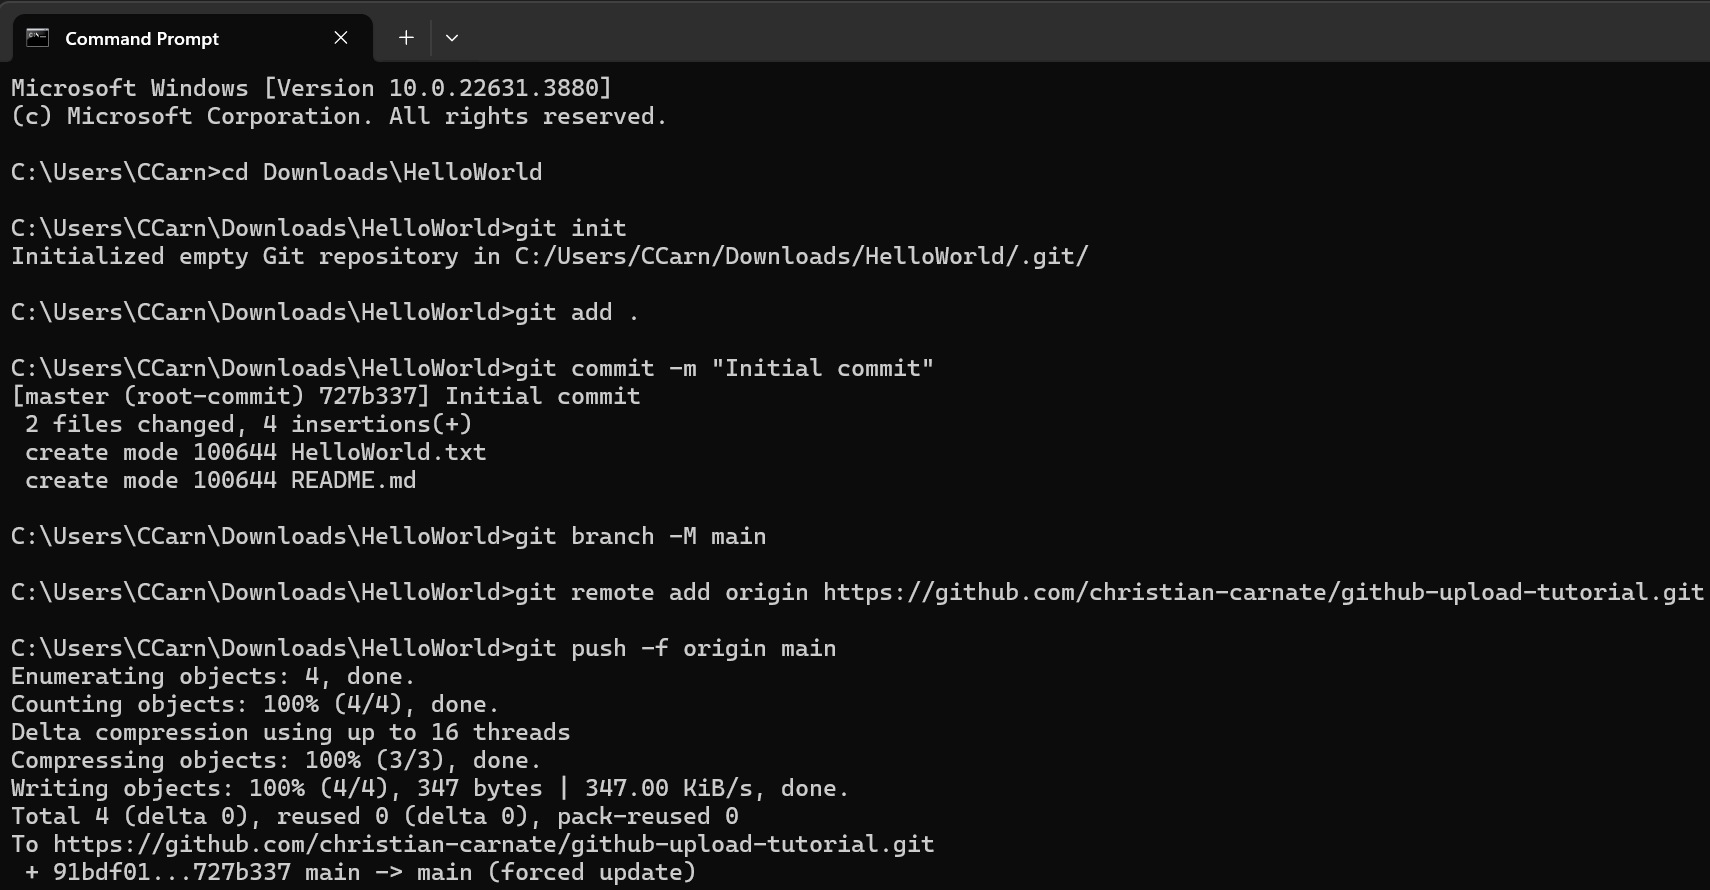 Command Prompt
Microsoft Windows [Version 10.0.22631.3880]
(c) Microsoft Corporation. All rights reserved.
C:\Users\CCarn>cd Downloads\HelloWorld
C:\Users\CCarn\Downloads\HelloWorld>git init
Initialized empty Git repository in C:/Users/CCarn/Downloads/HelloWorld/.git/
C:\Users\CCarn\Downloads\HelloWorld>git add .
C:\Users\CCarn\Downloads\HelloWorld>git commit -m "Initial commit"
[master (root-commit) 727b337] Initial commit
 2 files changed, 4 insertions(+)
 create mode 100644 HelloWorld.txt
 create mode 100644 README.md
C:\Users\CCarn\Downloads\HelloWorld>git branch -M main
C:\Users\CCarn\Downloads\HelloWorld>git remote add origin https://github.com/christian-carnate/github-upload-tutorial.git
C:\Users\CCarn\Downloads\HelloWorld>git push -f origin main
Enumerating objects: 4, done.
Counting objects: 100% (4/4), done.
Delta compression using up to 16 threads
Compressing objects: 100% (3/3), done.
Writing objects: 100% (4/4), 347 bytes | 347.00 KiB/s, done.
Total 4 (delta 0), reused 0 (delta 0), pack-reused 0
To https://github.com/christian-carnate/github-upload-tutorial.git
 + 91bdf01...727b337 main -> main (forced update)